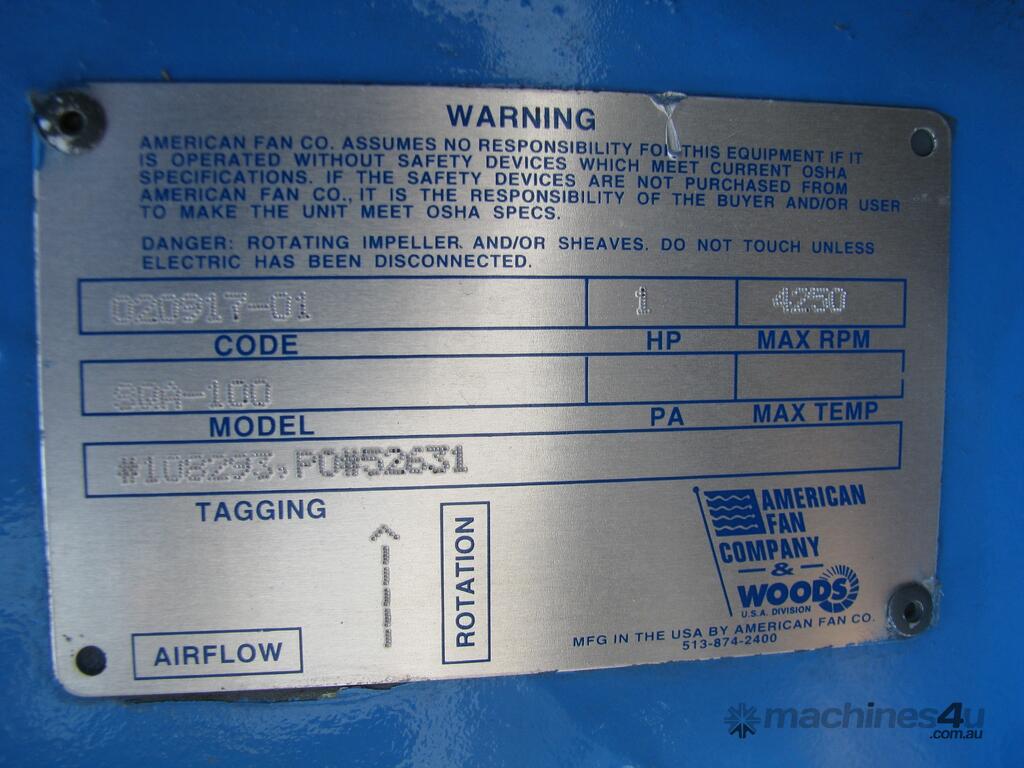 WARNING
AMERICAN FAN CO. ASSUMES NO RESPONSIBILITY FOR THIS EQUIPMENT IF IT
IS OPERATED WITHOUT SAFETY DEVICES WHICH MEET CURRENT OSHA
SPECIFICATIONS. IF THE SAFETY DEVICES ARE NOT PURCHASED FROM
AMERICAN FAN CO., IT IS THE RESPONSIBILITY OF THE BUYER AND/OR USER
TO MAKE THE UNIT MEET OSHA SPECS.
DANGER: ROTATING IMPELLER AND/OR SHEAVES. DO NOT TOUCH UNLESS
ELECTRIC HAS BEEN DISCONNECTED.
020917-01 1 4250
CODE HP MAX RPM
MODEL PA MAX TEMP
#108293, PO#52631
TAGGING
ROTATION
AIRFLOW
AMERICAN
FAN
COMPANY
&
WOODS
U.S.A. DIVISION
MFG IN THE USA BY AMERICAN FAN CO.
513-874-2400
machines4u
.com.au